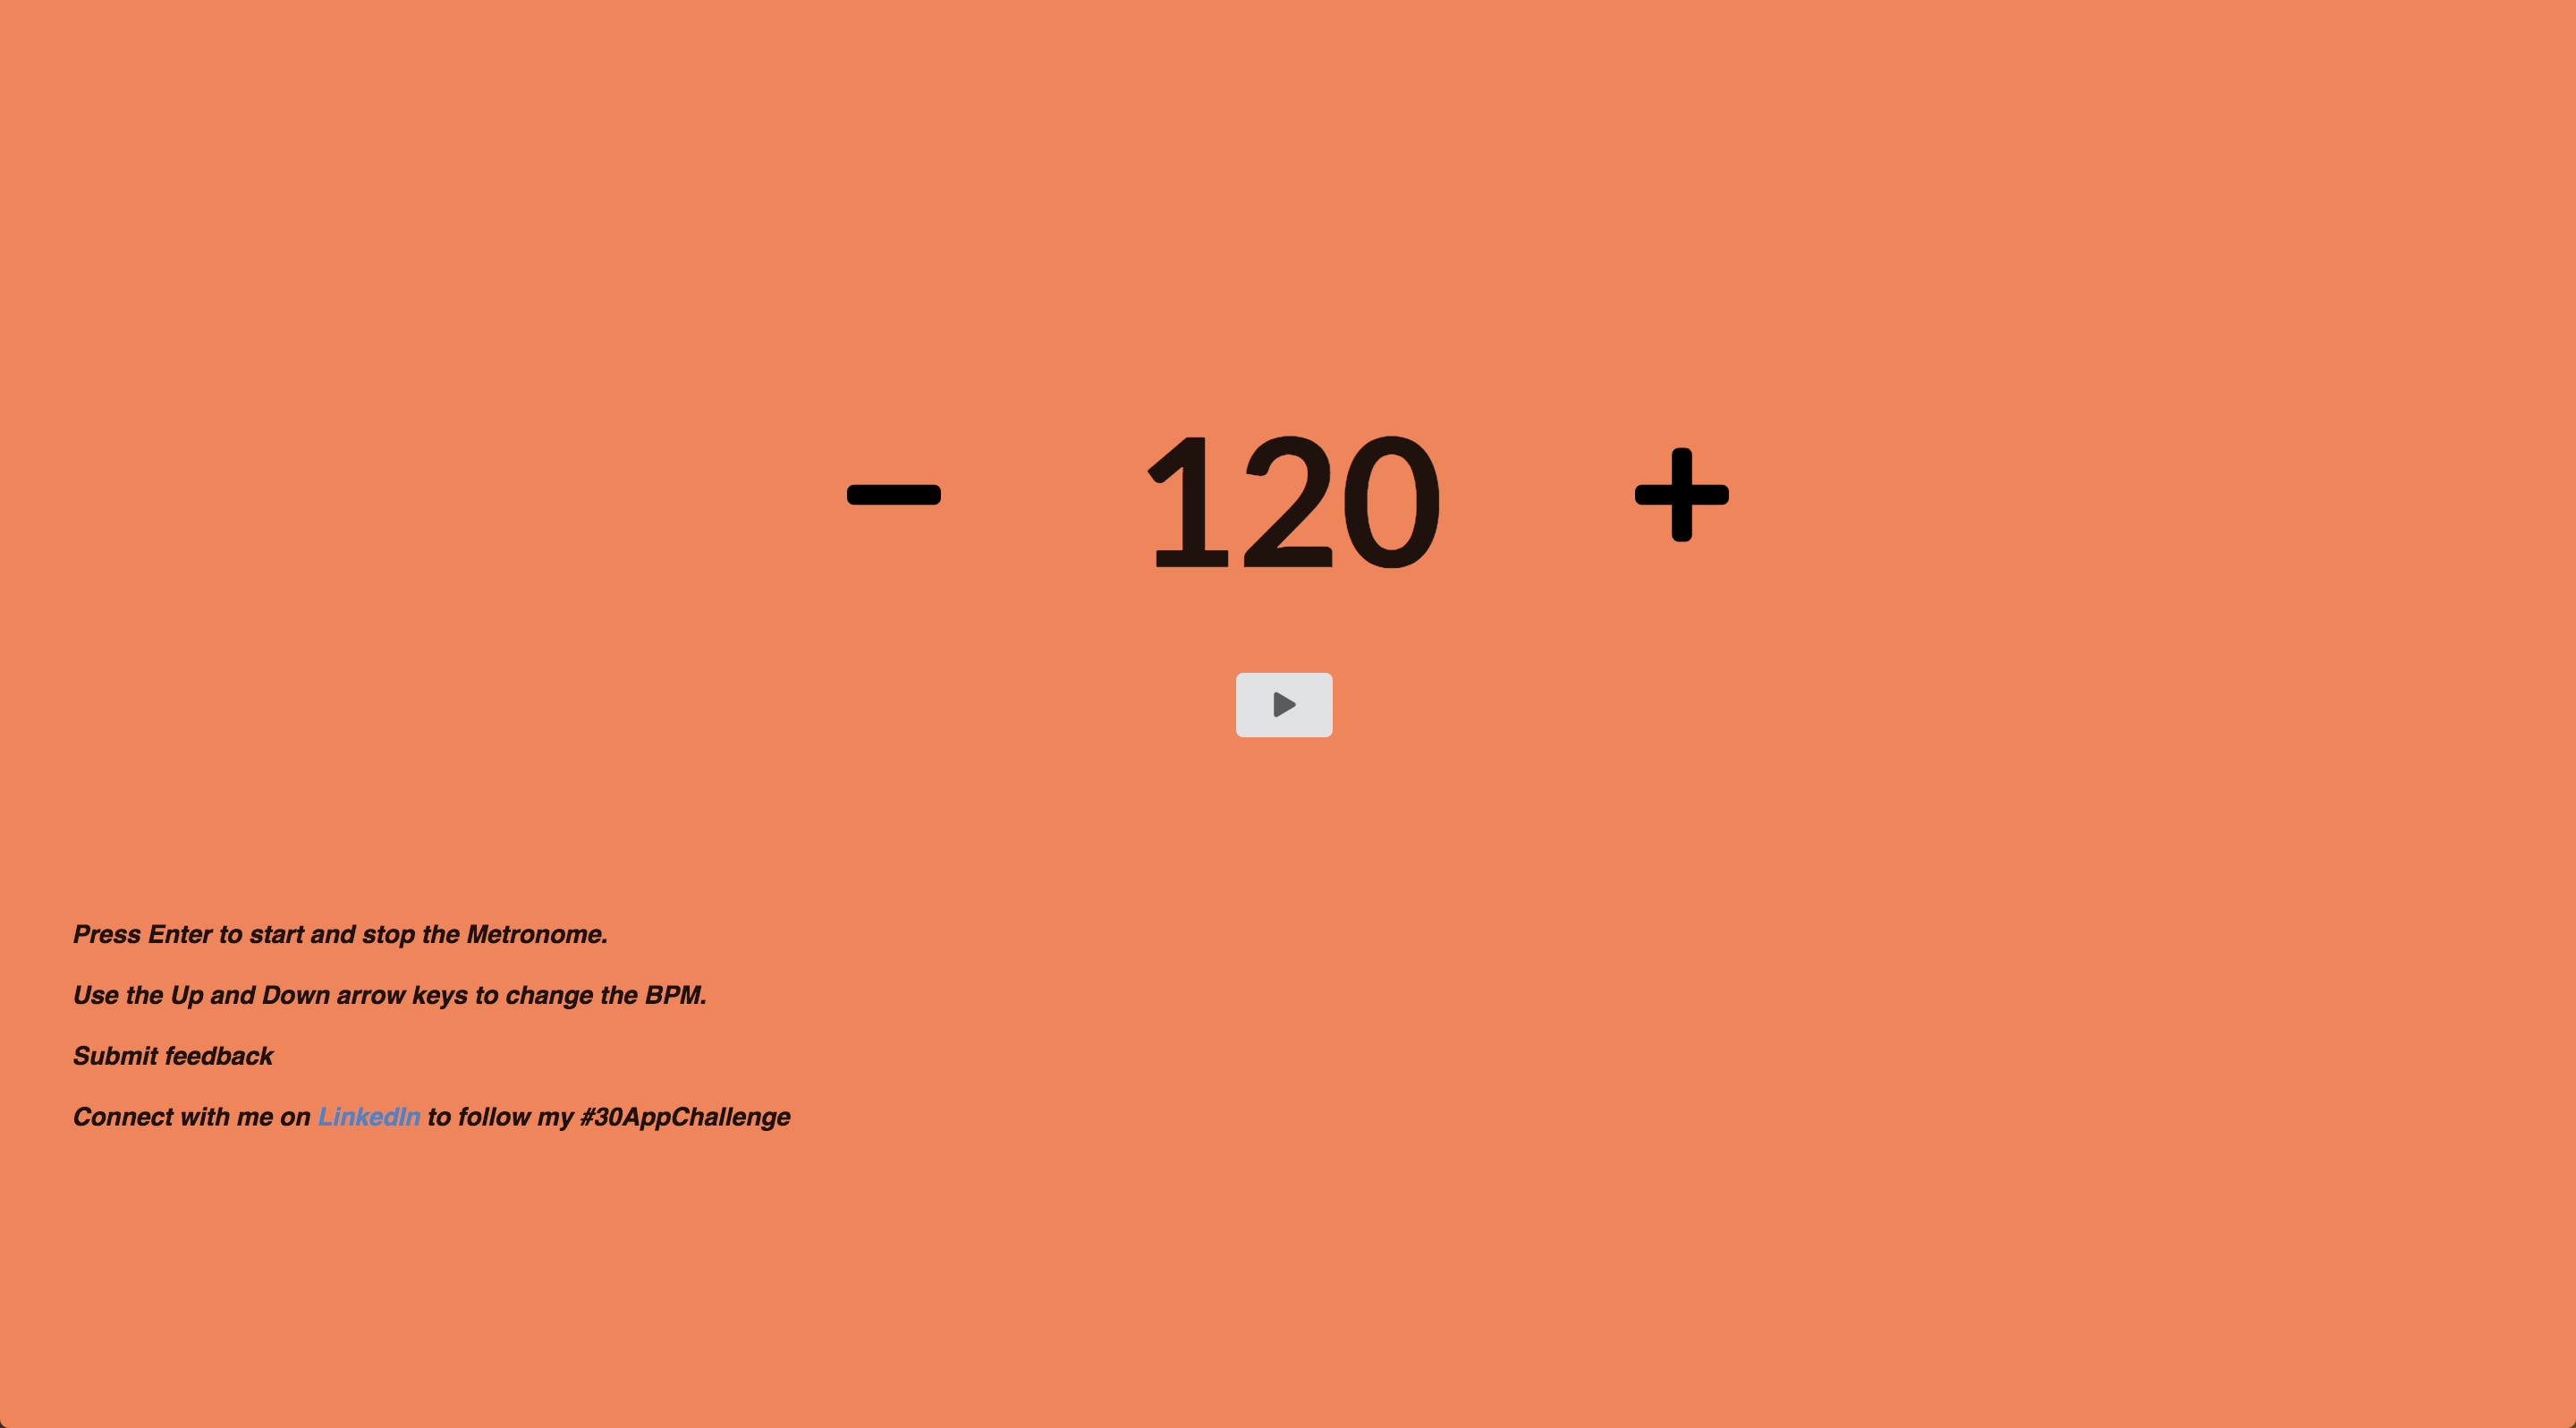 120
Press Enter to start and stop the Metronome.
Use the Up and Down arrow keys to change the BPM.
Submit feedback
Connect with me on LinkedIn to follow my #30AppChallenge